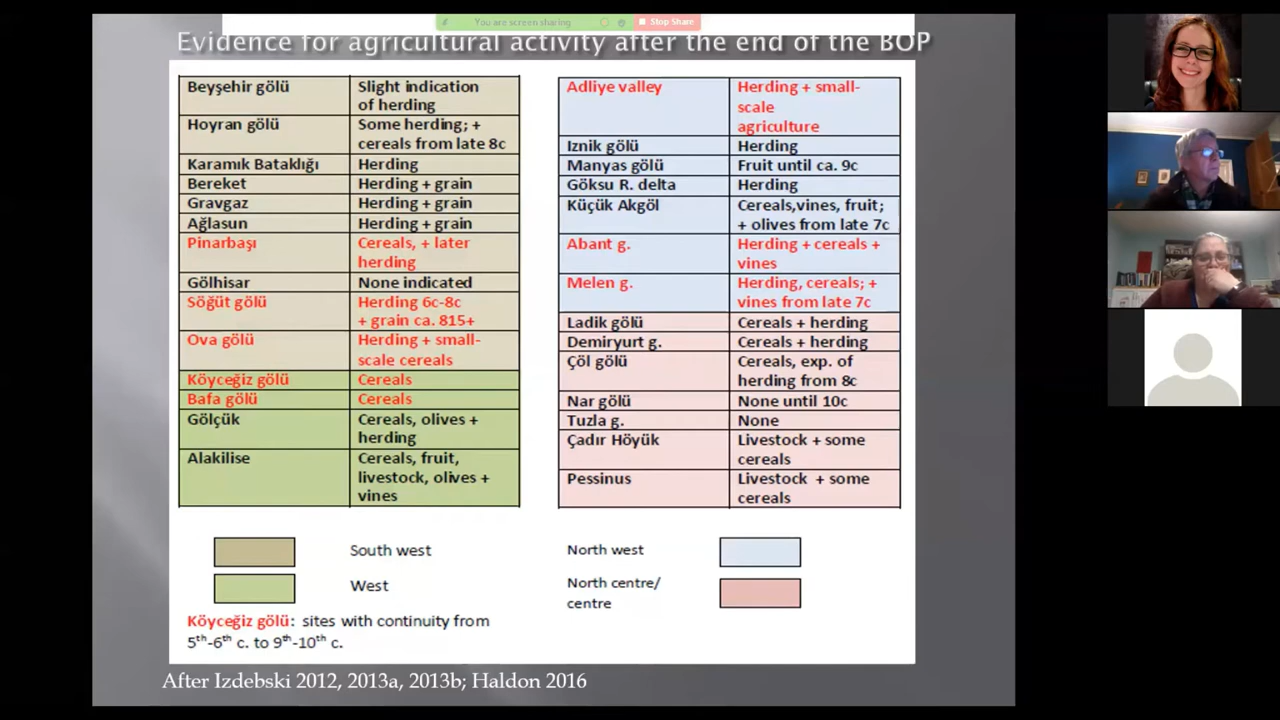 You are screen sharing
Stop Share
Evidence for agricultural activity after the end of the BOP
Beyşehir gölü
Slight indication
of herding
Hoyran gölü
Some herding; +
cereals from late 8c
Karamık Bataklığı
Herding
Bereket
Herding + grain
Gravgaz
Herding + grain
Ağlasun
Herding + grain
Pinarbaşı
Cereals, + later
herding
Gölhisar
None indicated
Söğüt gölü
Herding 6c-8c
+ grain ca. 815+
Ova gölü
Herding + small-
scale cereals
Köyceğiz gölü
Cereals
Bafa gölü
Cereals
Gölçük
Cereals, olives +
herding
Alakilise
Cereals, fruit,
livestock, olives +
vines
Adliye valley
Herding + small-
scale
agriculture
Iznik gölü
Herding
Manyas gölü
Fruit until ca. 9c
Göksu R. delta
Herding
Küçük Akgöl
Cereals,vines, fruit;
+ olives from late 7c
Abant g.
Herding + cereals +
vines
Melen g.
Herding, cereals; +
vines from late 7c
Ladik gölü
Cereals + herding
Demiryurt g.
Cereals + herding
Çöl gölü
Cereals, exp. of
herding from 8c
Nar gölü
None until 10c
Tuzla g.
None
Çadır Höyük
Livestock + some
cereals
Pessinus
Livestock + some
cereals
South west
West
North west
North centre/
centre
Köyceğiz gölü: sites with continuity from
5th-6th c. to 9th-10th c.
After Izdebski 2012, 2013a, 2013b; Haldon 2016